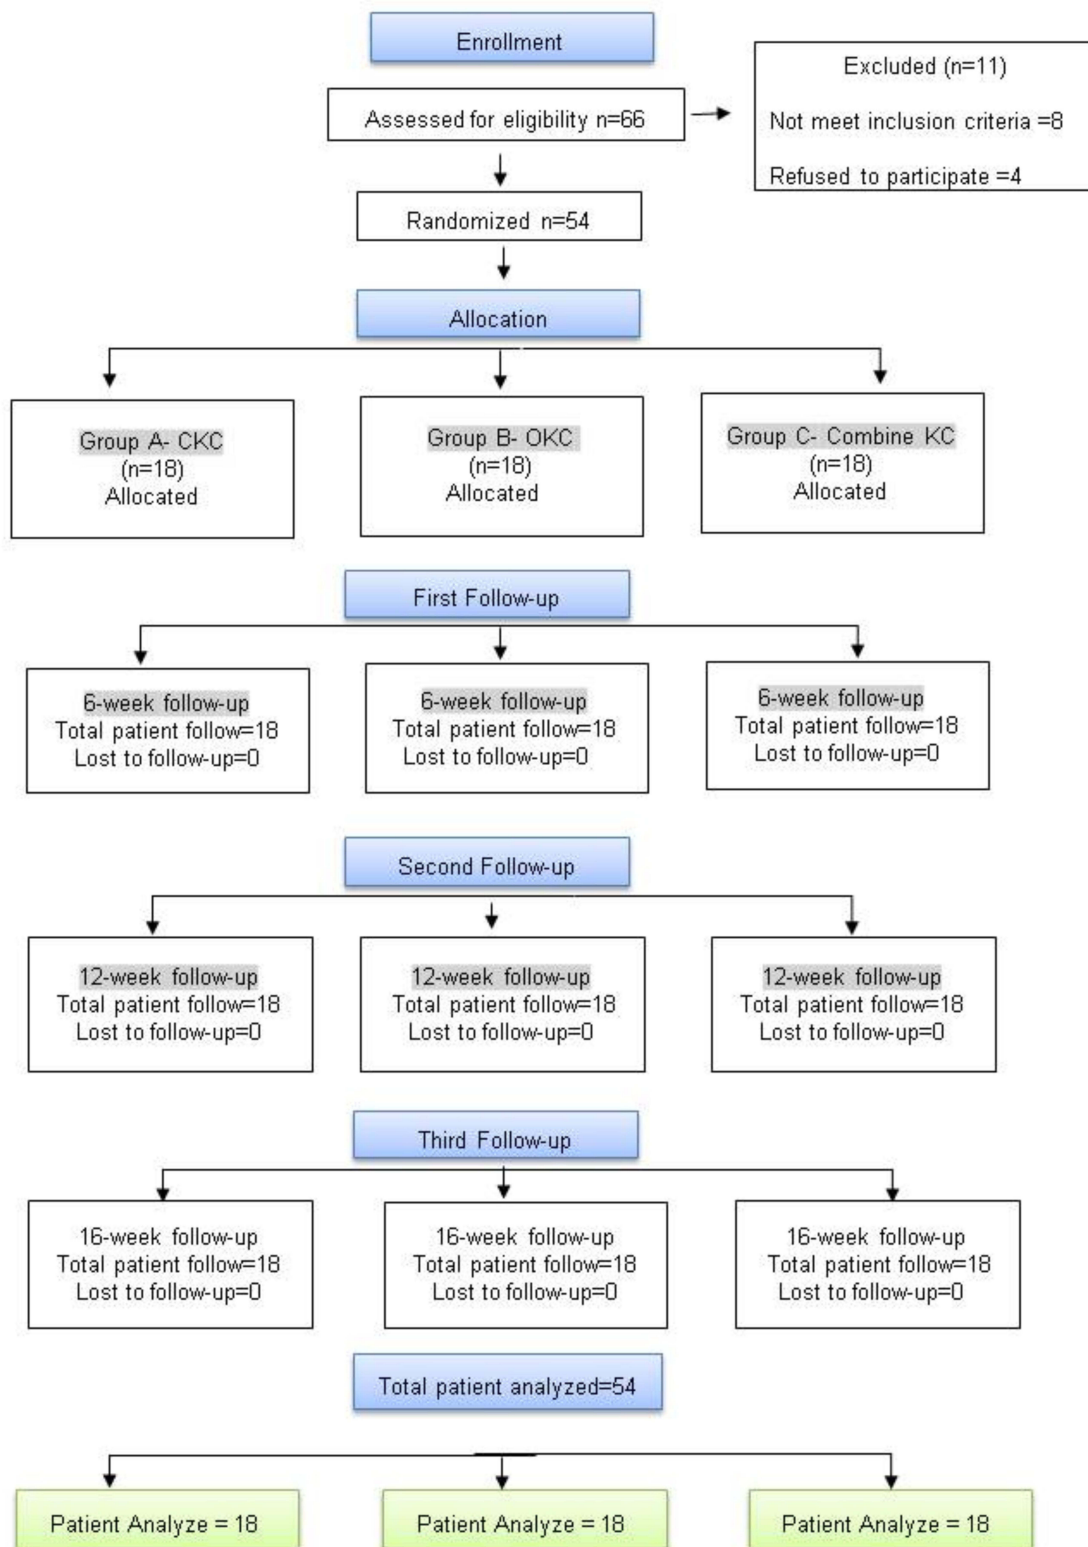 Enrollment
Excluded (n=11)
Assessed for eligibility n=66
Not meet inclusion criteria =8
Refused to participate =4
Randomized n=54
Allocation
Group A- CKC
(n=18)
Allocated
Group B- OKC
(n=18)
Allocated
Group C- Combine KC
(n=18)
Allocated
First Follow-up
6-week follow-up
Total patient follow=18
Lost to follow-up=0
6-week follow-up
Total patient follow=18
Lost to follow-up=0
6-week follow-up
Total patient follow=18
Lost to follow-up=0
Second Follow-up
12-week follow-up
Total patient follow=18
Lost to follow-up=0
12-week follow-up
Total patient follow=18
Lost to follow-up=0
12-week follow-up
Total patient follow=18
Lost to follow-up=0
Third Follow-up
16-week follow-up
Total patient follow=18
Lost to follow-up=0
16-week follow-up
Total patient follow=18
Lost to follow-up=0
16-week follow-up
Total patient follow=18
Lost to follow-up=0
Total patient analyzed=54
Patient Analyze = 18
Patient Analyze = 18
Patient Analyze = 18